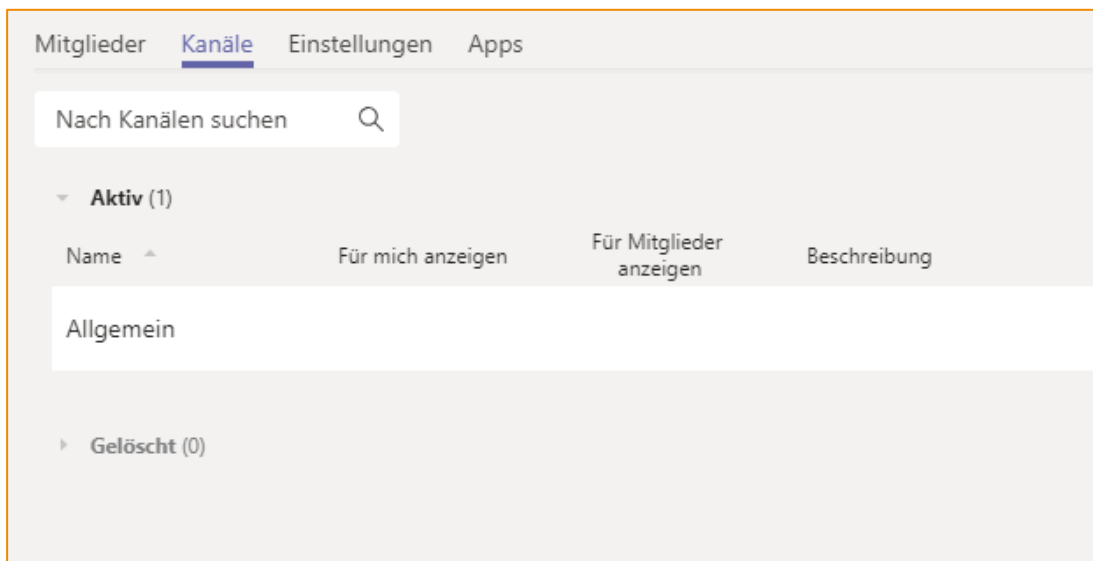 Mitglieder Kanäle Einstellungen Apps
Nach Kanälen suchen
Aktiv (1)
Name Für mich anzeigen Für Mitglieder anzeigen Beschreibung
Allgemein
Gelöscht (0)